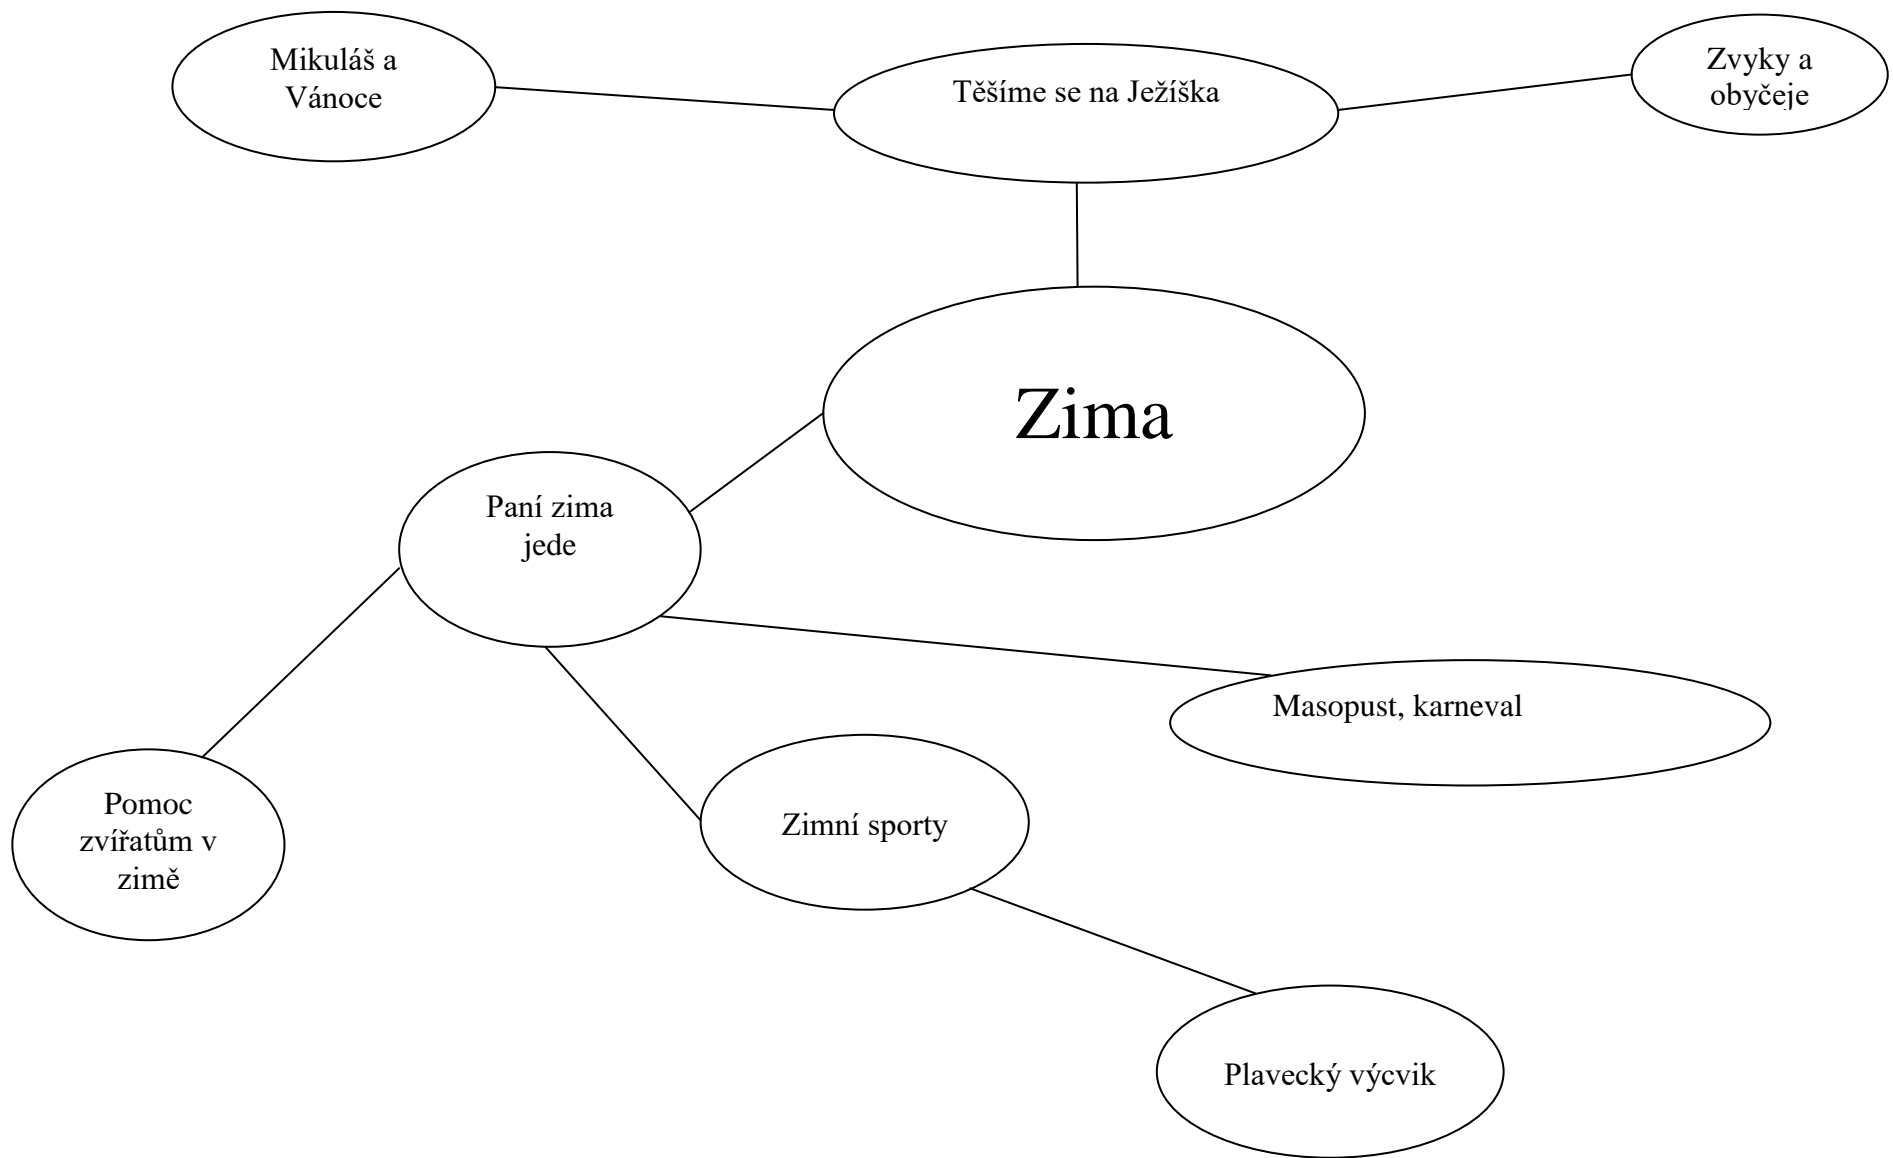 Mikuláš a
Vánoce
Těšíme se na Ježíška
Zvyky a
obyčeje
Zima
Paní zima
jede
Masopust, karneval
Pomoc
zvířatům v
zimě
Zimní sporty
Plavecký výcvik